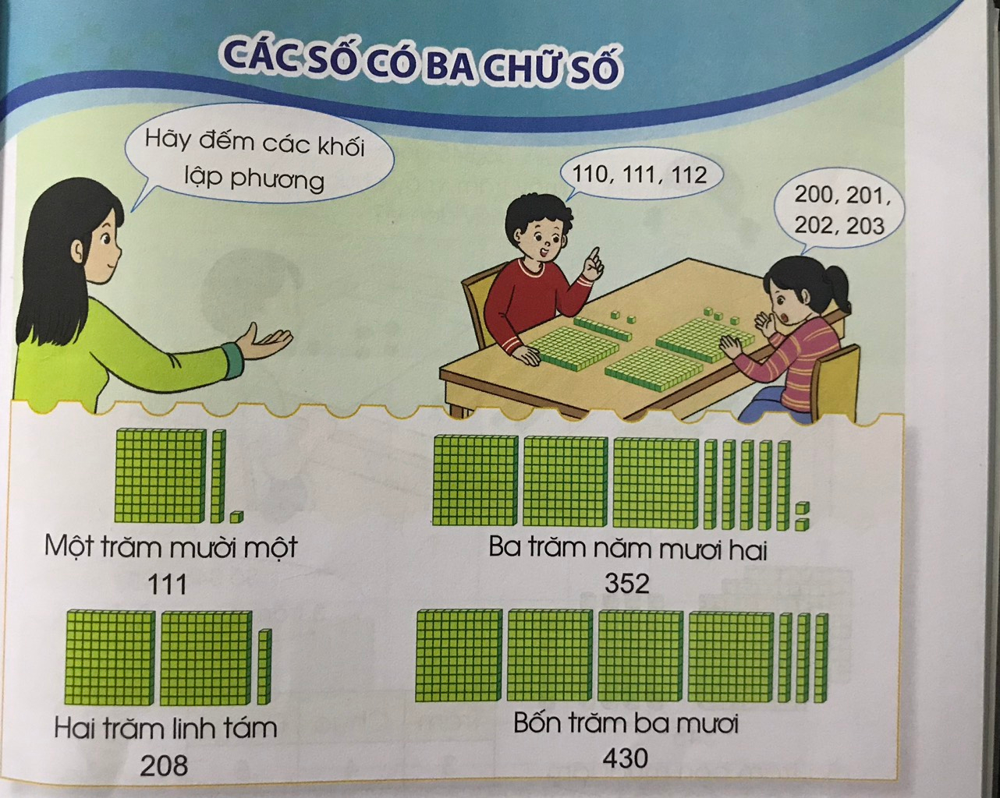 CÁC SỐ CÓ BA CHỮ SỐ
Hãy đếm các khối
lập phương
110, 111, 112
200, 201,
202, 203
Một trăm mười một
111
Ba trăm năm mươi hai
352
Hai trăm linh tám
208
Bốn trăm ba mươi
430